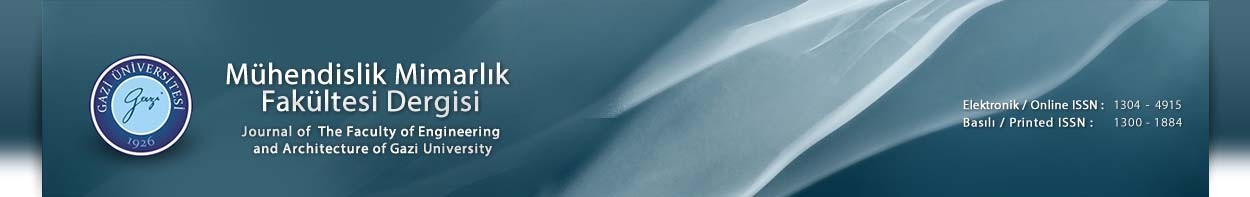 GAZİ ÜNİVERSİTESİ
Gazi
1926
Mühendislik Mimarlık
Fakültesi Dergisi
Journal of The Faculty of Engineering
and Architecture of Gazi University
Elektronik / Online ISSN : 1304 - 4915
Basılı / Printed ISSN : 1300 - 1884